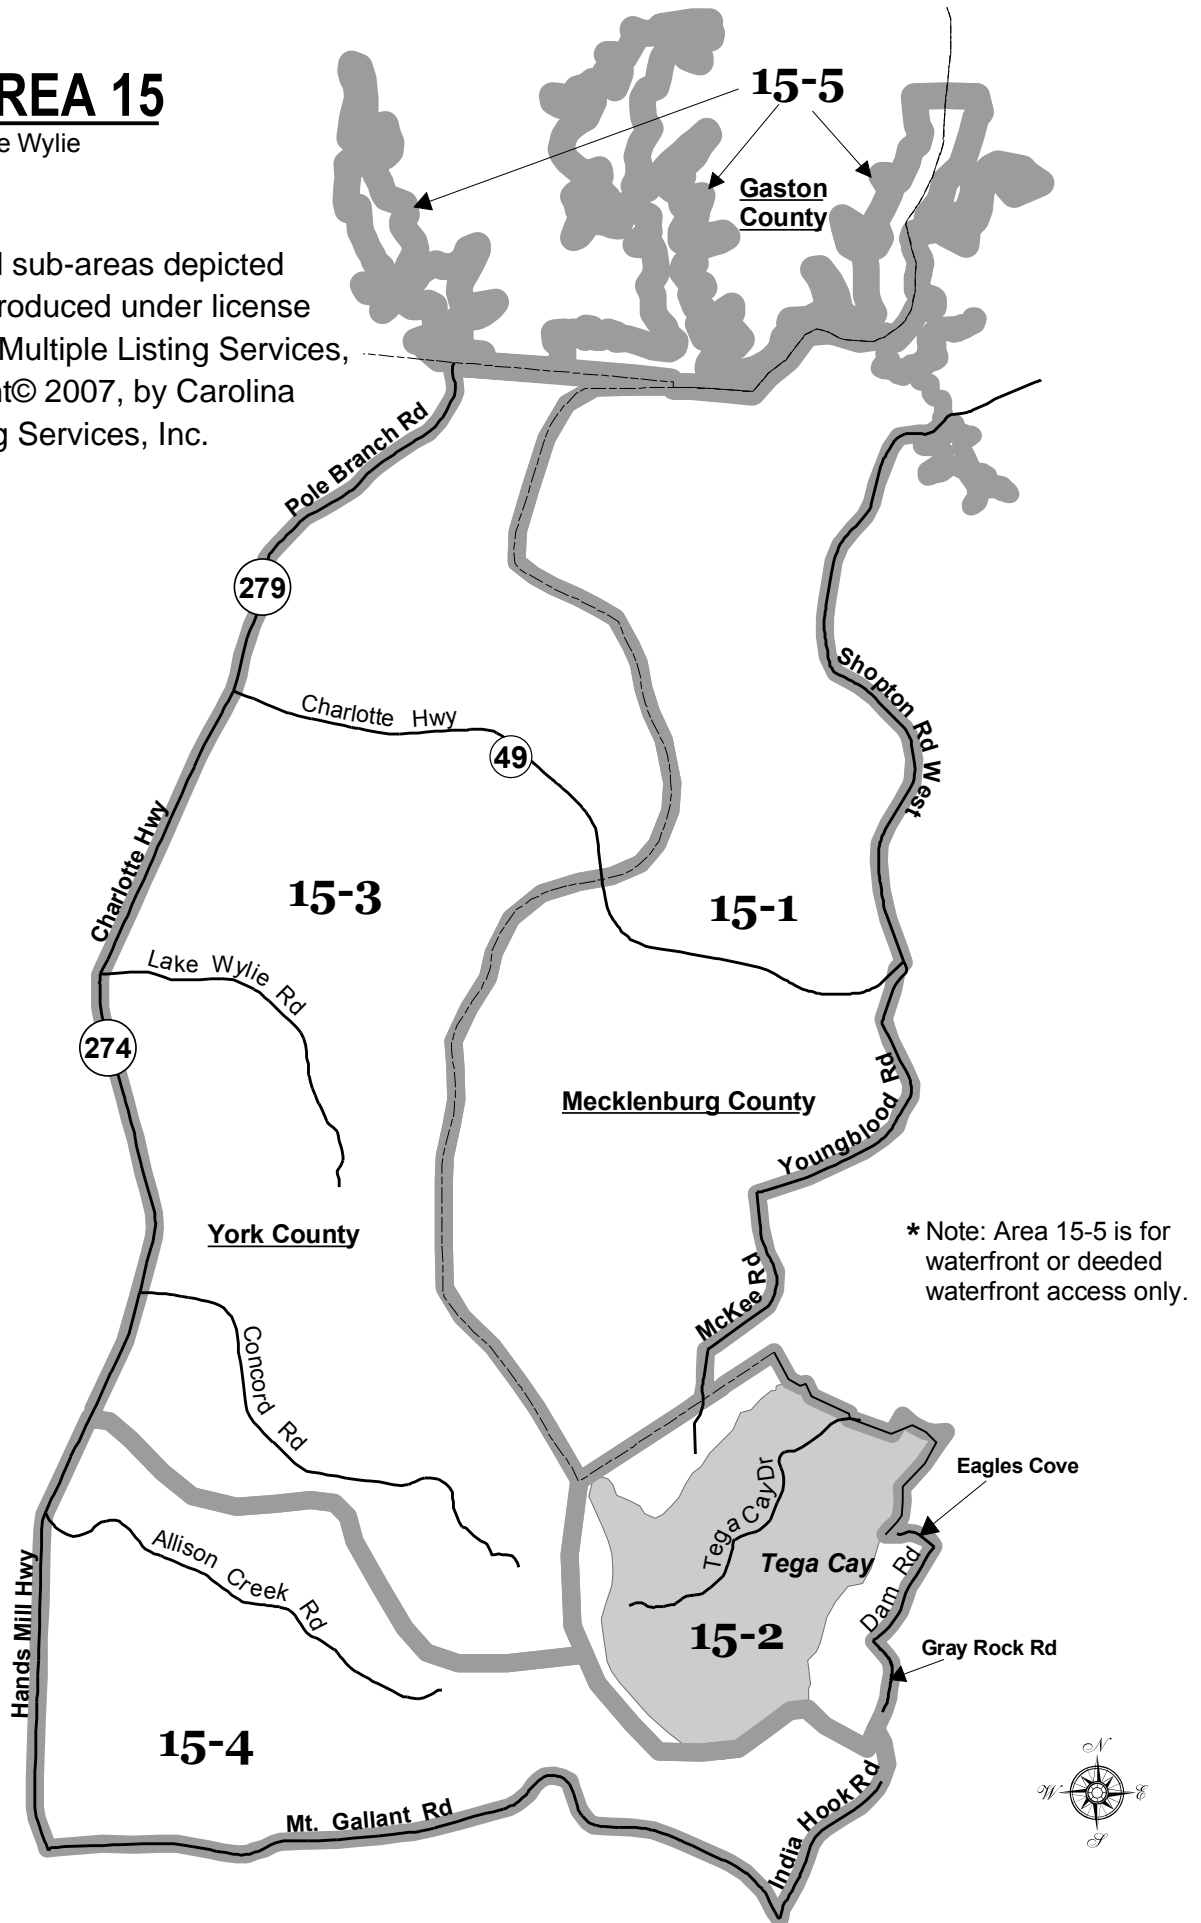 REA 15
e Wylie
l sub-areas depicted
roduced under license
Multiple Listing Services,
t© 2007, by Carolina
g Services, Inc.
15-5
Gaston
County
Pole Branch Rd
279
Charlotte Hwy
49
Shopton Rd West
Charlotte Hwy
15-3
15-1
Lake Wylie Rd
274
Mecklenburg County
Youngblood Rd
York County
* Note: Area 15-5 is for
waterfront or deeded
waterfront access only.
McKee Rd
Concord Rd
Eagles Cove
Tega Cay Dr
Tega Cay
Allison Creek Rd
Dam Rd
Hands Mill Hwy
15-2
Gray Rock Rd
15-4
Mt. Gallant Rd
India Hook Rd
N
W
E
S